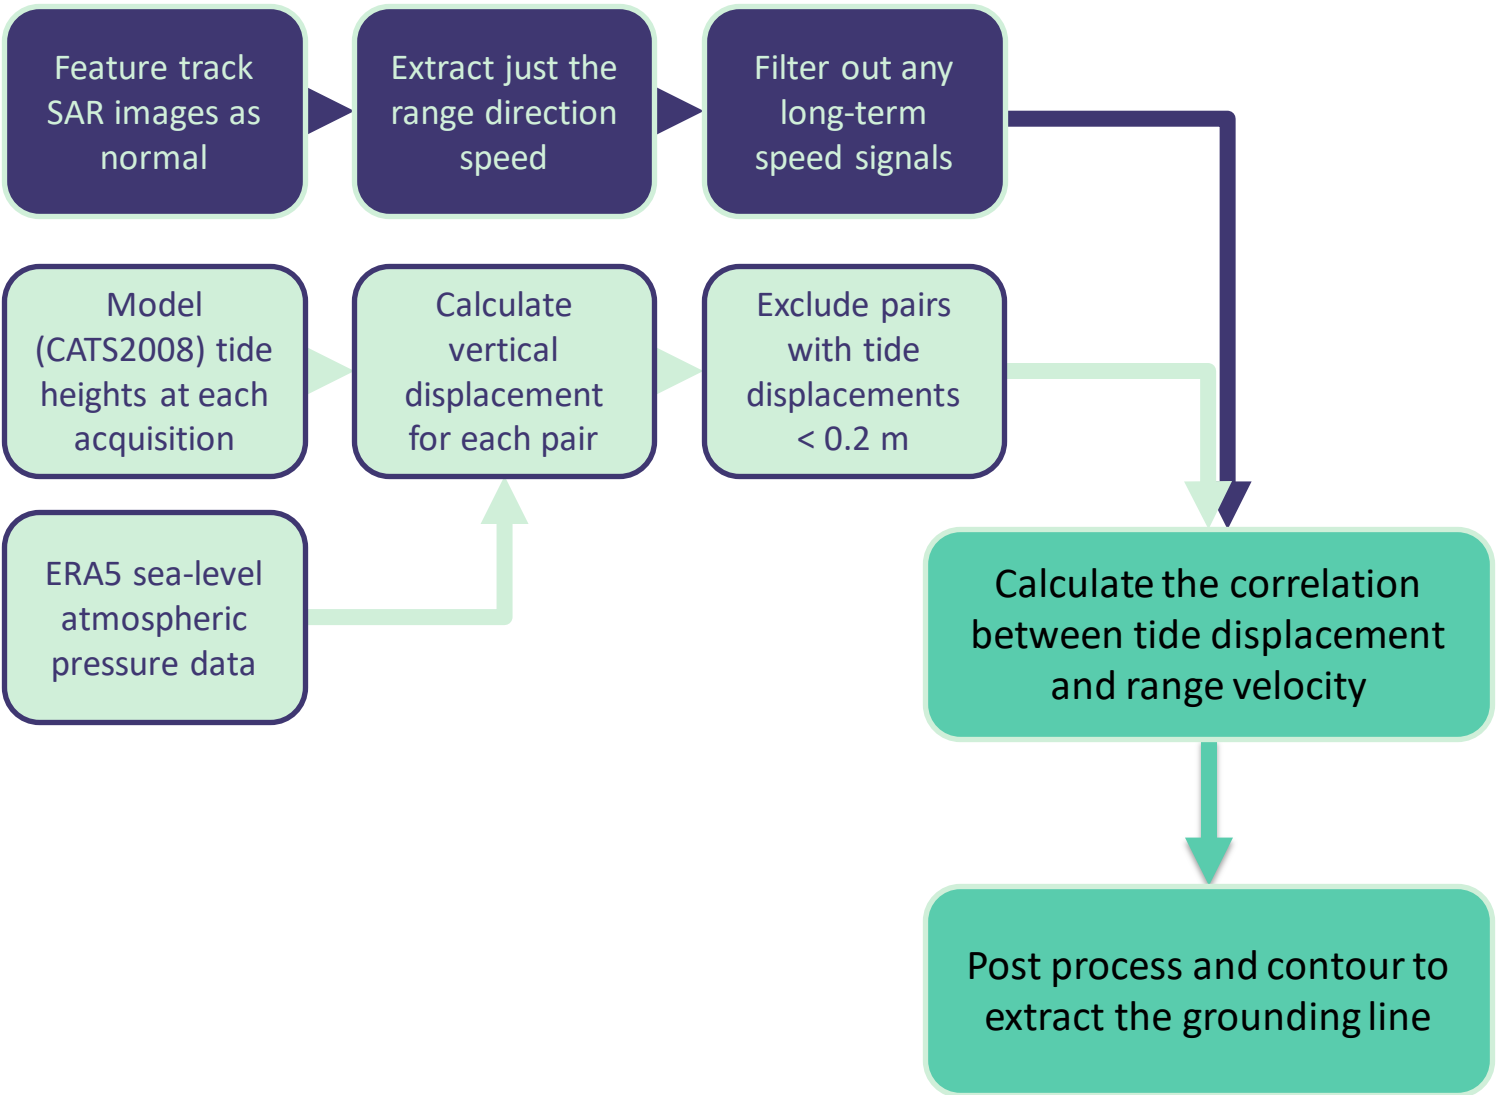 Feature track
SAR images as
normal
Extract just the
range direction
speed
Filter out any
long-term
speed signals
Model
(CATS2008) tide
heights at each
acquisition
Calculate
vertical
displacement
for each pair
Exclude pairs
with tide
displacements
< 0.2 m
ERA5 sea-level
atmospheric
pressure data
Calculate the correlation
between tide displacement
and range velocity
Post process and contour to
extract the grounding line